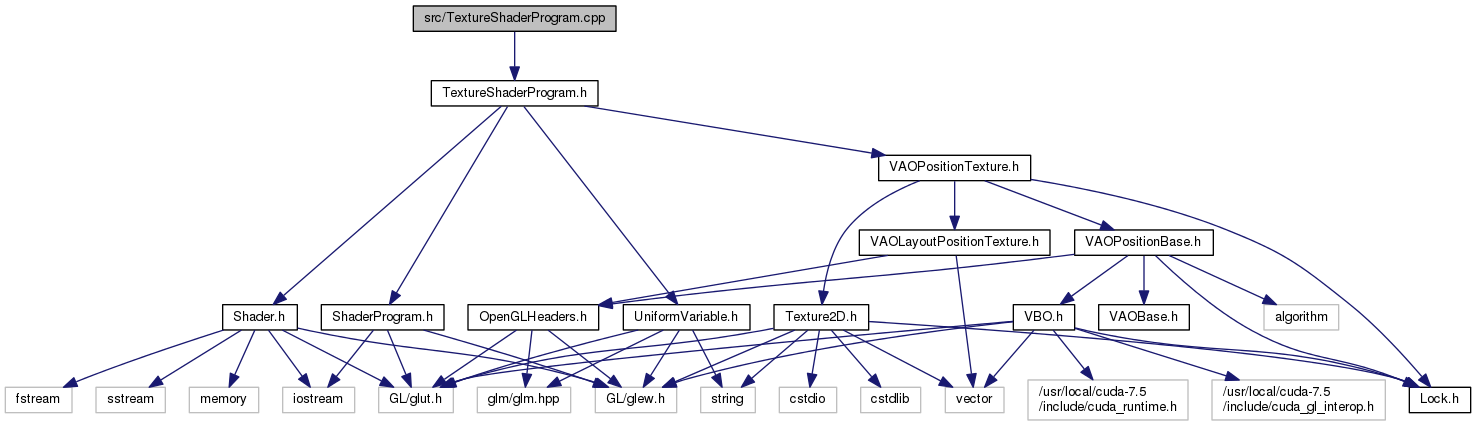 src/TextureShaderProgram.cpp
TextureShaderProgram.h
VAOPositionTexture.h
VAOLayoutPositionTexture.h
VAOPositionBase.h
Shader.h
ShaderProgram.h
OpenGLHeaders.h
UniformVariable.h
Texture2D.h
VBO.h
VAOBase.h
algorithm
fstream
sstream
memory
iostream
GL/glut.h
glm/glm.hpp
GL/glew.h
string
cstdio
cstdlib
vector
/usr/local/cuda-7.5
/include/cuda_runtime.h
/usr/local/cuda-7.5
/include/cuda_gl_interop.h
Lock.h